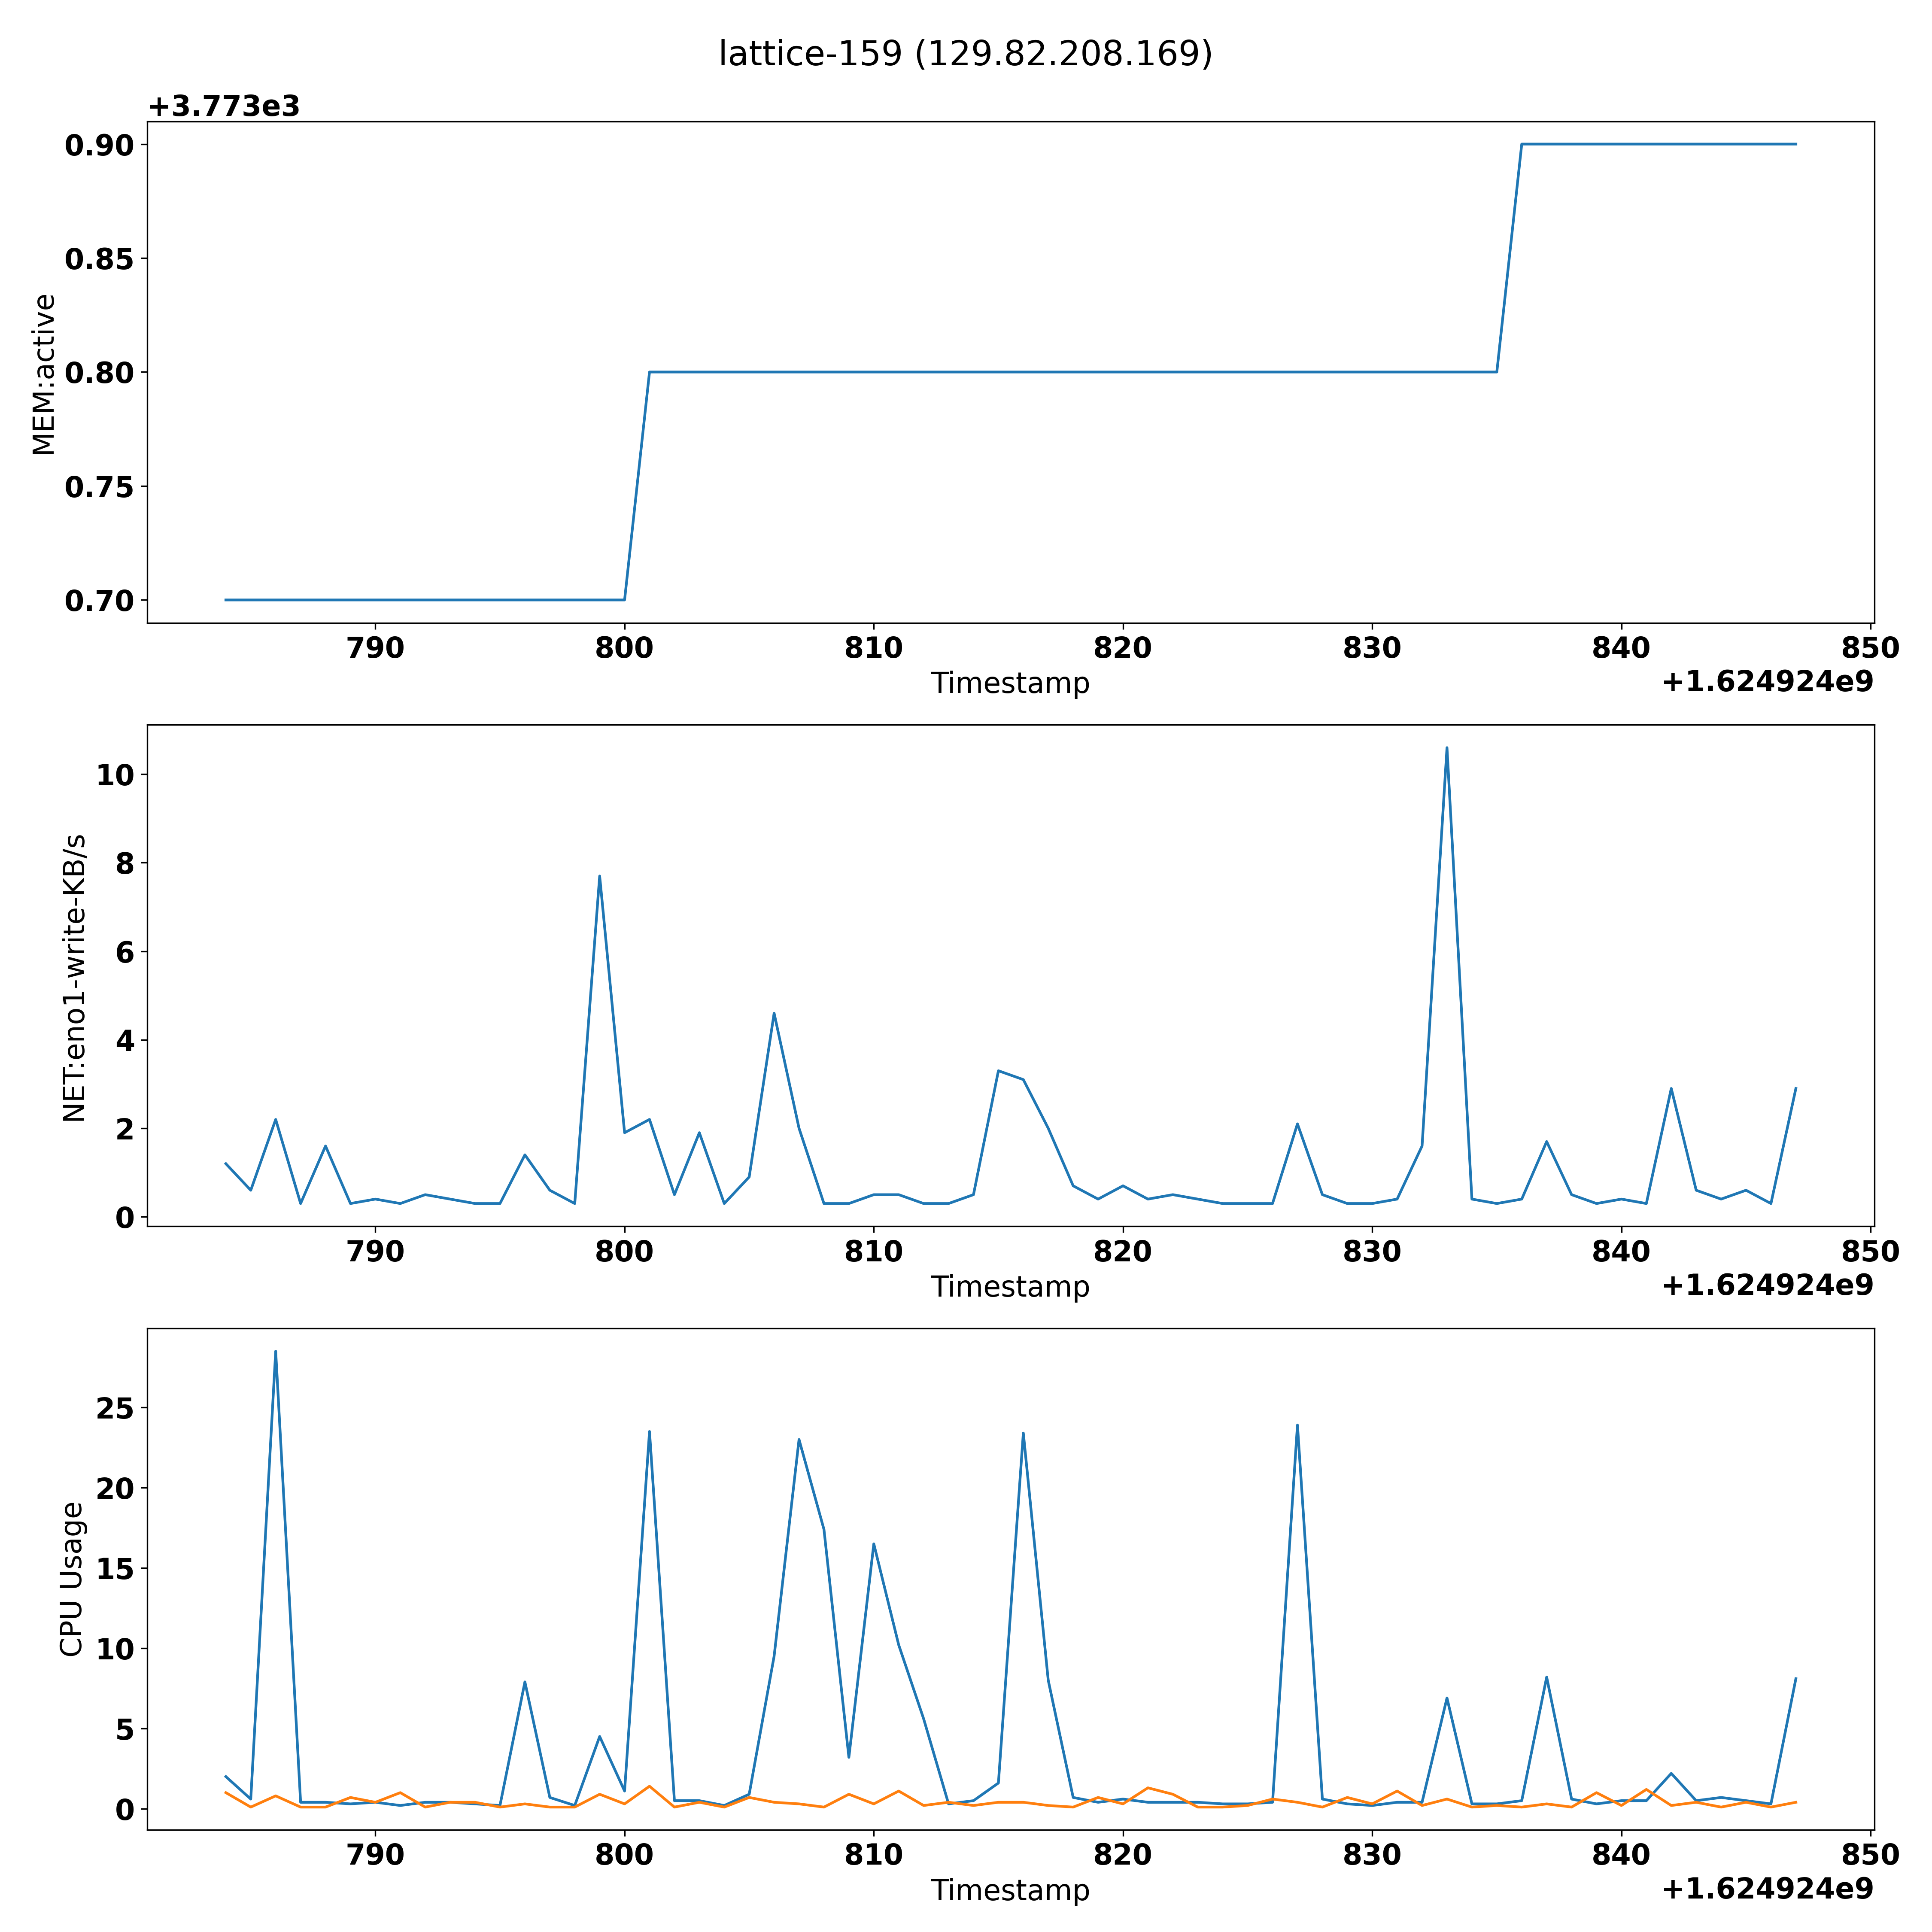 lattice-159 (129.82.208.169)
+3.773e3
0.90
0.85
0.80
0.75
0.70
MEM:active
790 800 810 820 830 840 850
Timestamp
+1.624924e9
10
8
6
4
2
0
NET:eno1-write-KB/s
790 800 810 820 830 840 850
Timestamp
+1.624924e9
25
20
15
10
5
0
CPU Usage
790 800 810 820 830 840 850
Timestamp
+1.624924e9